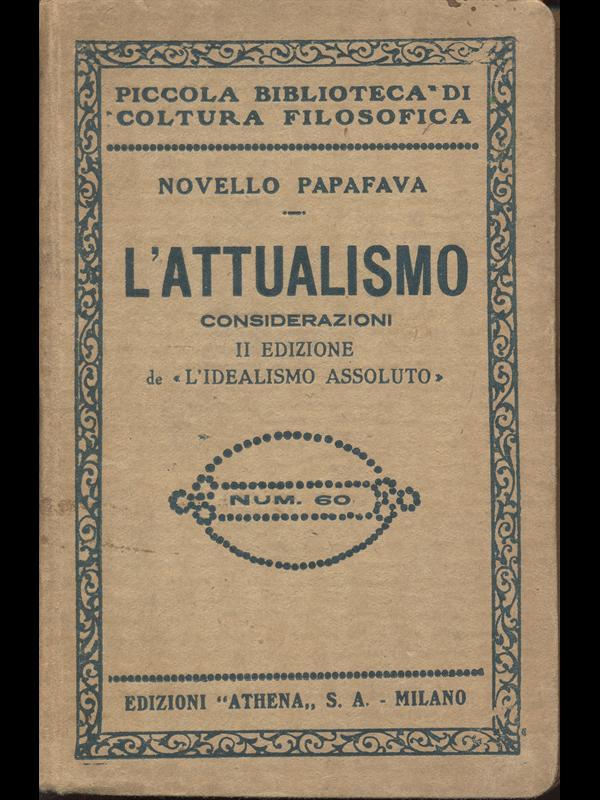 PICCOLA BIBLIOTECA DI
COLTURA FILOSOFICA
NOVELLO PAPAFAVA
L'ATTUALISMO
CONSIDERAZIONI
II EDIZIONE
de «L'IDEALISMO ASSOLUTO»
NUM. 60
EDIZIONI “ATHENA„ S. A. - MILANO